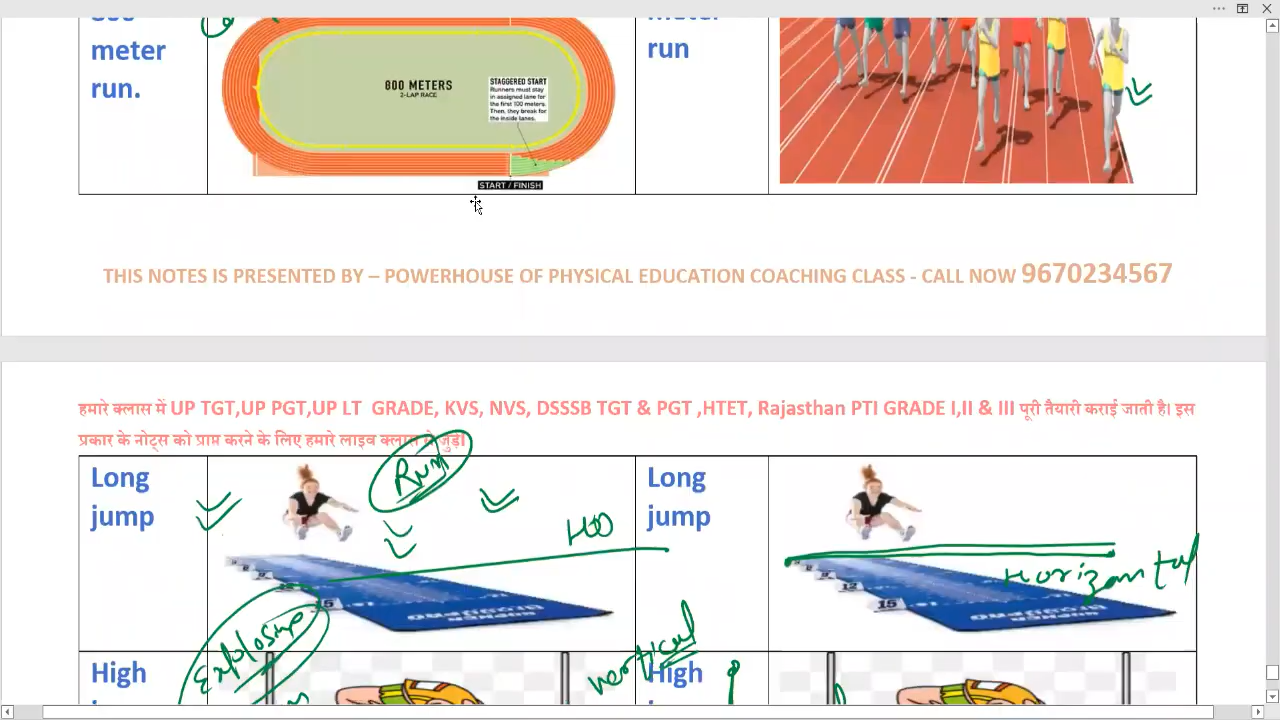 meter
run.
800 METERS
2-LAP RACE
STAGGERED START
Runners must stay
in assigned lane for
the first 100 meters.
Then, they break for
the inside lanes.
START / FINISH
run
THIS NOTES IS PRESENTED BY – POWERHOUSE OF PHYSICAL EDUCATION COACHING CLASS - CALL NOW 9670234567
हमारे क्लास में UP TGT,UP PGT,UP LT GRADE, KVS, NVS, DSSSB TGT & PGT ,HTET, Rajasthan PTI GRADE I,II & III पूरी तैयारी कराई जाती है। इस
प्रकार के नोट्स को प्राप्त करने के लिए हमारे लाइव क्लास से जुड़े।
Long
jump
Run
15
Long
jump
Horizontal
12
15
Explosive
vertical
High
High